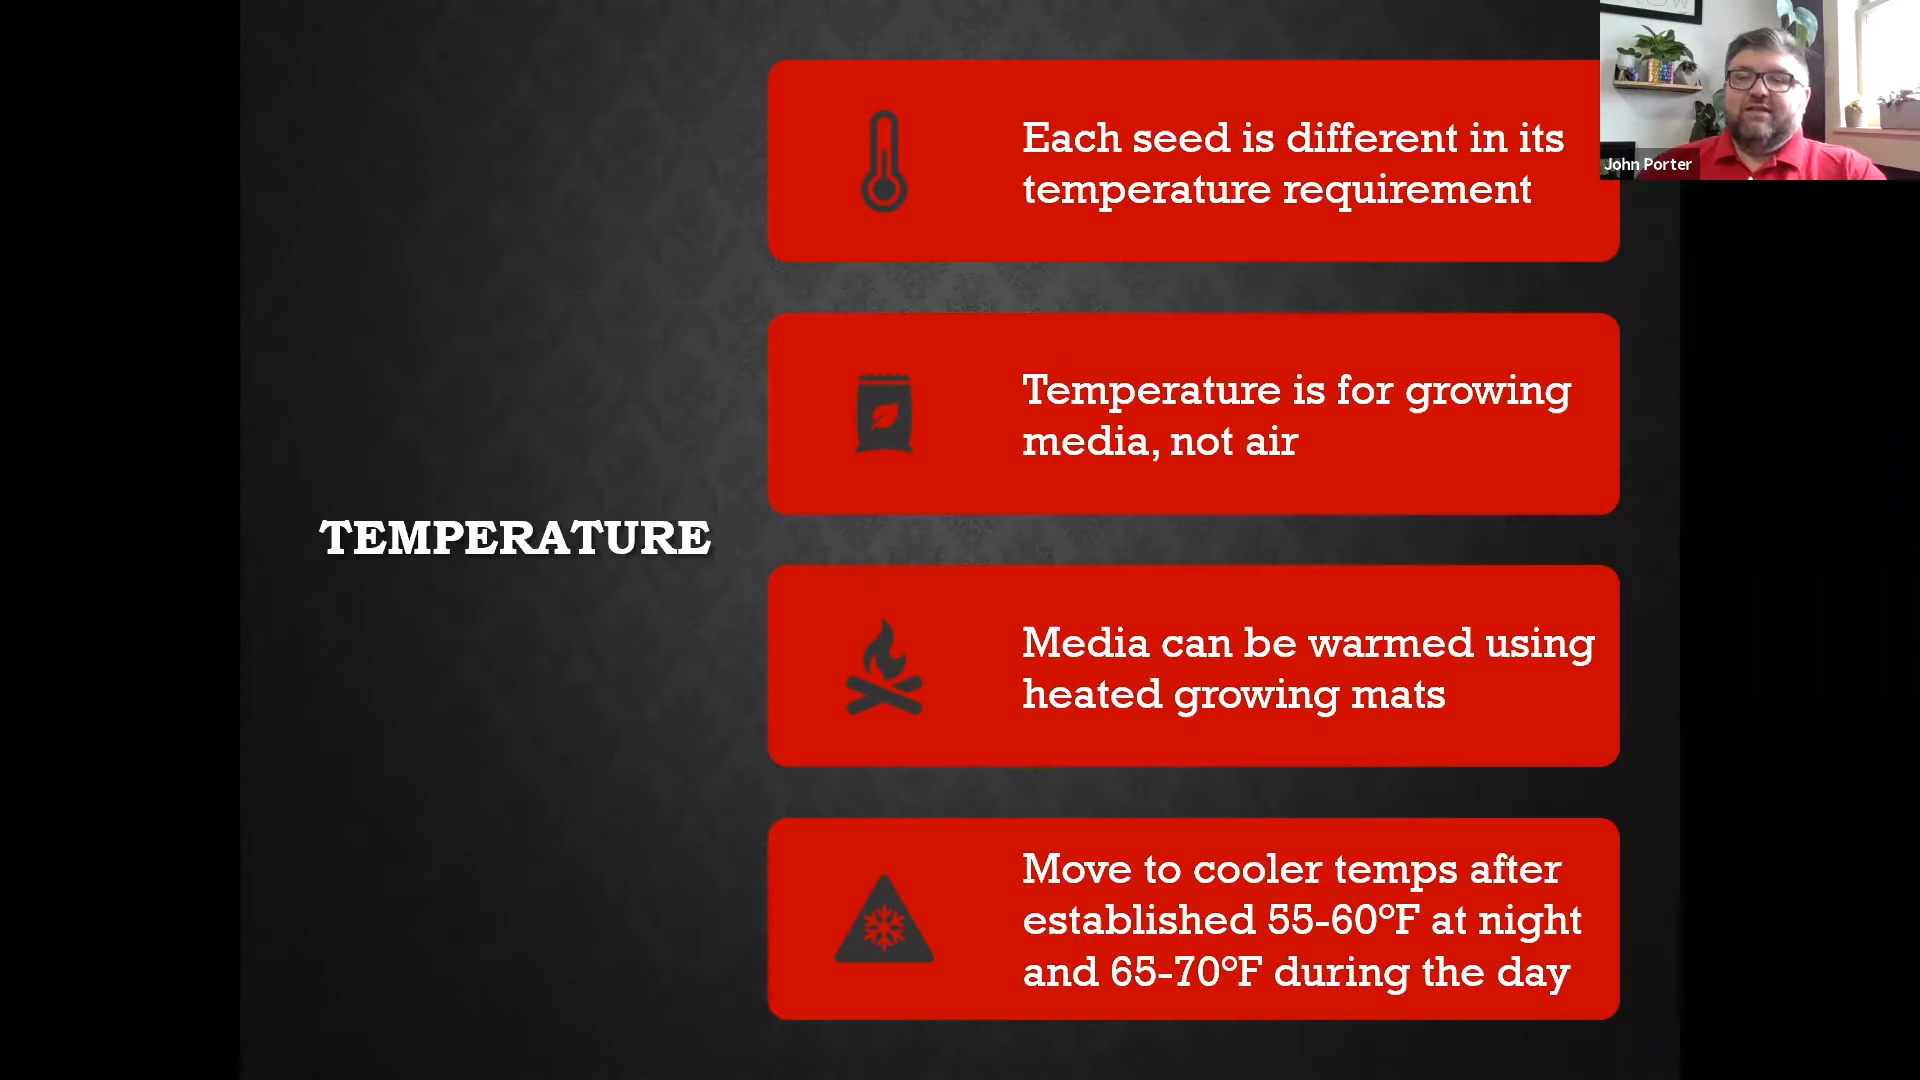 Each seed is different in its
temperature requirement
John Porter
Temperature is for growing
media, not air
TEMPERATURE
Media can be warmed using
heated growing mats
Move to cooler temps after
established 55-60°F at night
and 65-70°F during the day